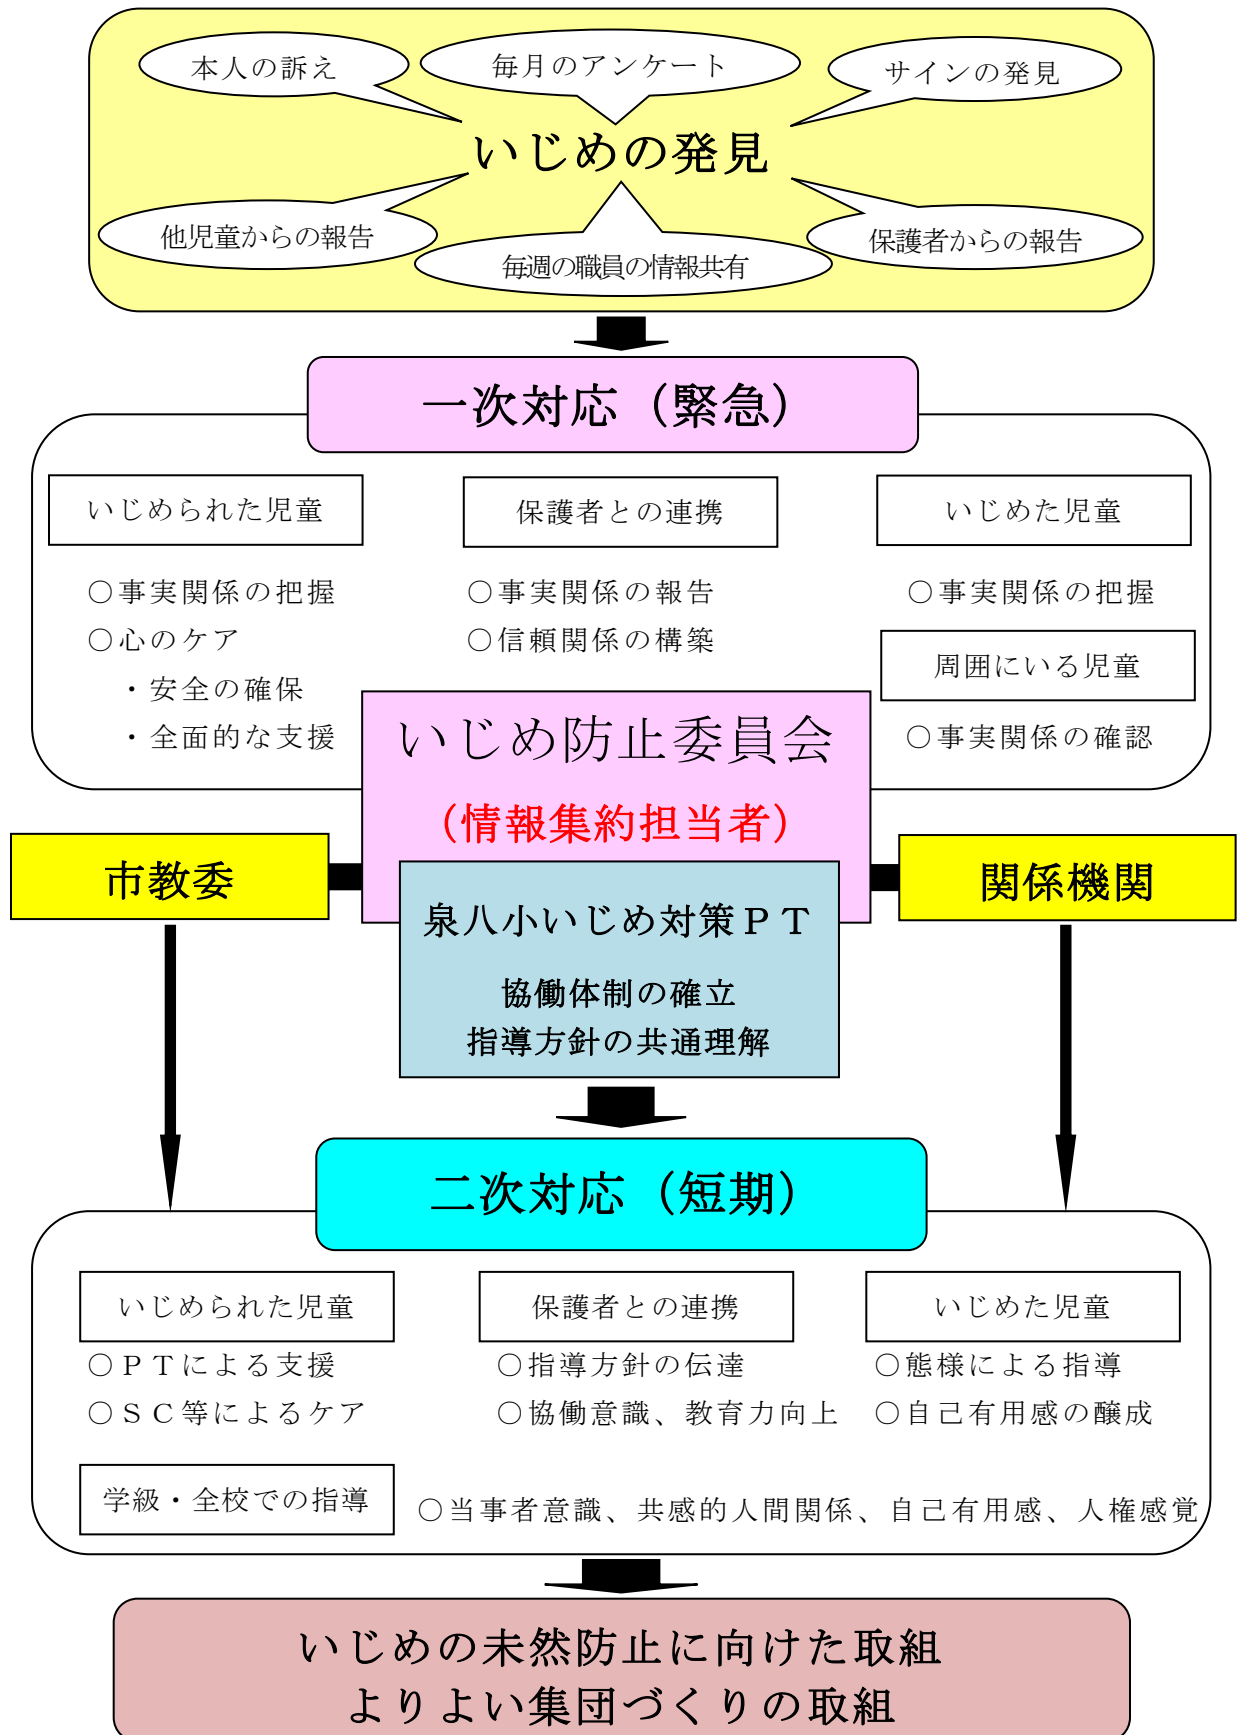 本人の訴え
毎月のアンケート
サインの発見
いじめの発見
他児童からの報告
毎週の職員の情報共有
保護者からの報告
一次対応（緊急）
いじめられた児童
○事実関係の把握
○心のケア
・安全の確保
・全面的な支援
保護者との連携
○事実関係の報告
○信頼関係の構築
いじめた児童
○事実関係の把握
周囲にいる児童
○事実関係の確認
いじめ防止委員会
（情報集約担当者）
市教委
関係機関
泉八小いじめ対策ＰＴ
協働体制の確立
指導方針の共通理解
二次対応（短期）
いじめられた児童
○ＰＴによる支援
○ＳＣ等によるケア
保護者との連携
○指導方針の伝達
○協働意識、教育力向上
いじめた児童
○態様による指導
○自己有用感の醸成
学級・全校での指導
○当事者意識、共感的人間関係、自己有用感、人権感覚
いじめの未然防止に向けた取組
よりよい集団づくりの取組